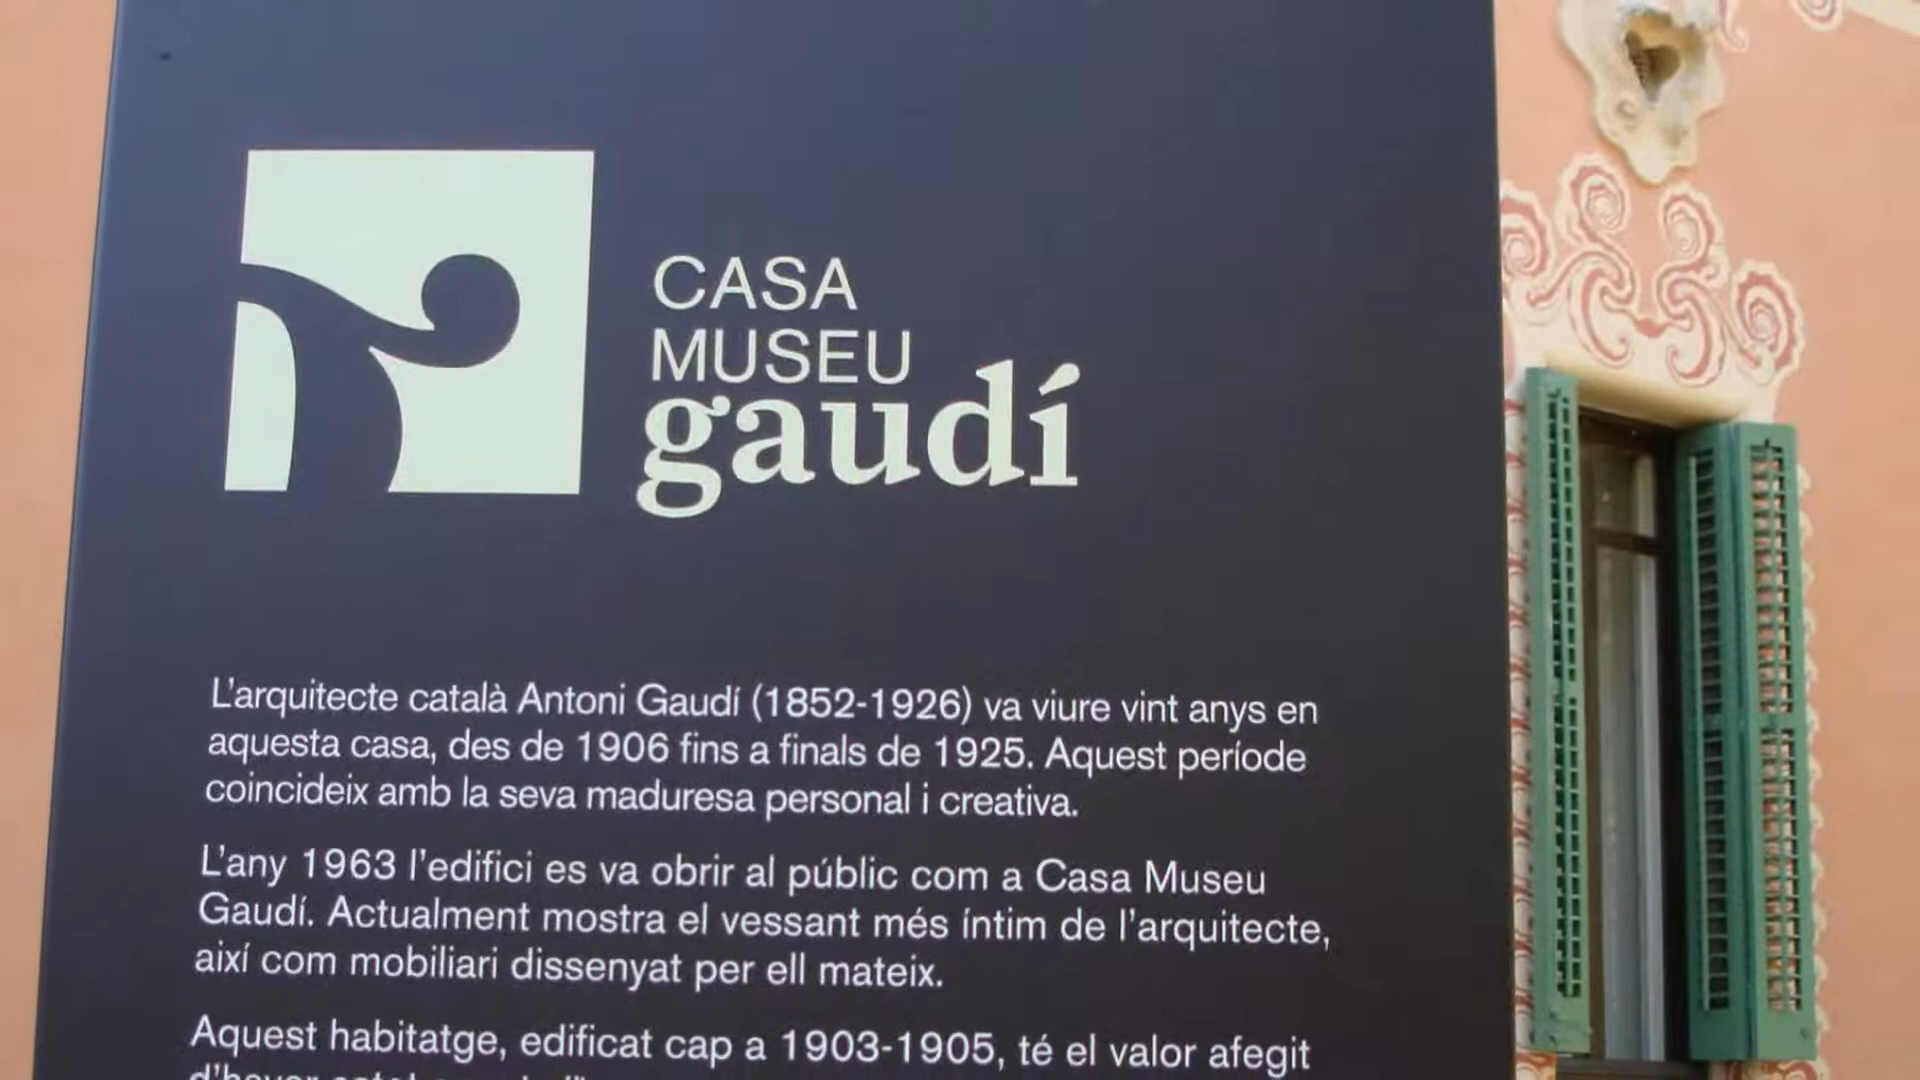 CASA
MUSEU
gaudí
L'arquitecte català Antoni Gaudí (1852-1926) va viure vint anys en
aquesta casa, des de 1906 fins a finals de 1925. Aquest període
coincideix amb la seva maduresa personal i creativa.
L'any 1963 l'edifici es va obrir al públic com a Casa Museu
Gaudí. Actualment mostra el vessant més íntim de l'arquitecte,
així com mobiliari dissenyat per ell mateix.
Aquest habitatge, edificat cap a 1903-1905, té el valor afegit